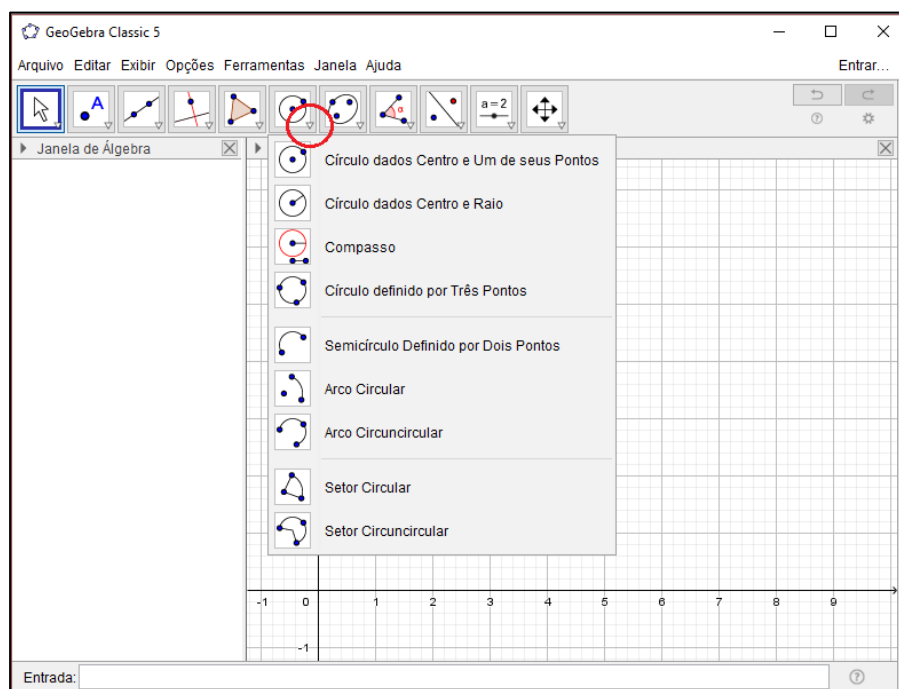 GeoGebra Classic 5
Arquivo Editar Exibir Opções Ferramentas Janela Ajuda Entrar...
A α a=2
Janela de Álgebra
Círculo dados Centro e Um de seus Pontos
Círculo dados Centro e Raio
Compasso
Círculo definido por Três Pontos
Semicírculo Definido por Dois Pontos
Arco Circular
Arco Circuncircular
Setor Circular
Setor Circuncircular
-1 0 1 2 3 4 5 6 7 8 9
-1
Entrada: